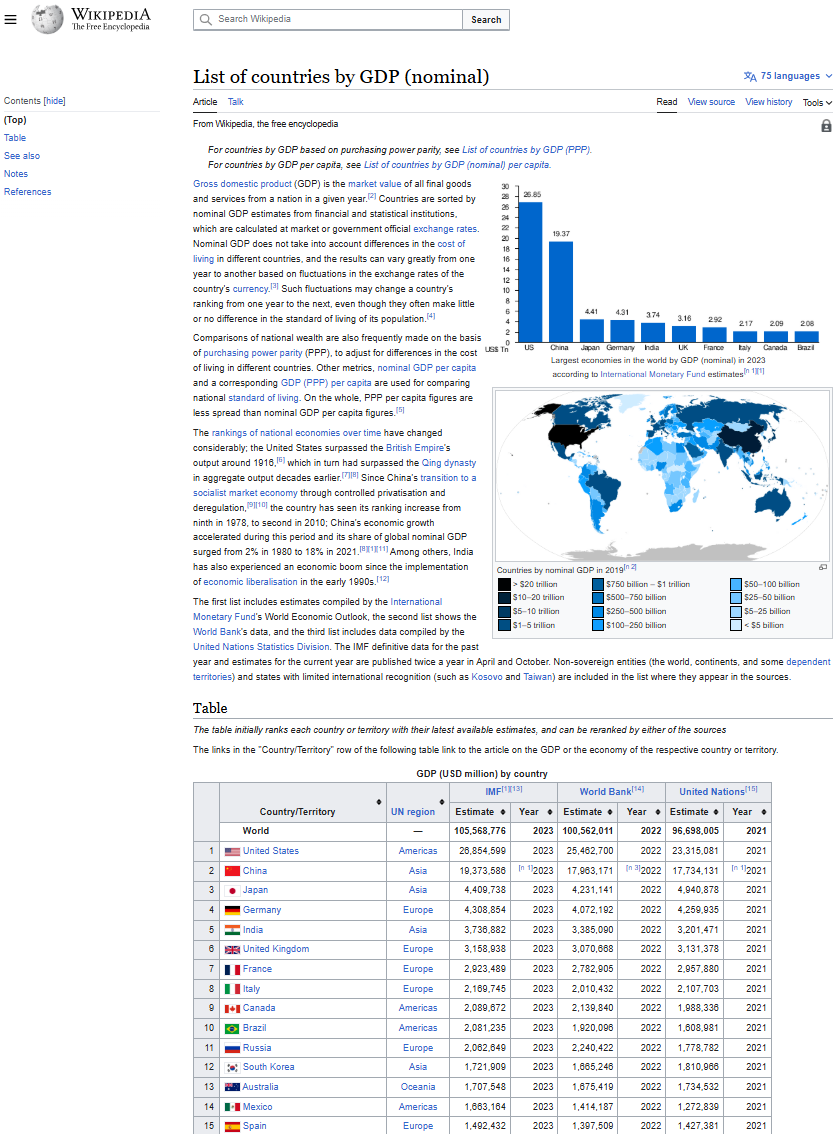 WIKIPEDIA
The Free Encyclopedia
Search Wikipedia
Search
List of countries by GDP (nominal)
75 languages
Contents [hide]
(Top)
Table
See also
Notes
References
Article Talk
Read View source View history Tools
From Wikipedia, the free encyclopedia
For countries by GDP based on purchasing power parity, see List of countries by GDP (PPP).
For countries by GDP per capita, see List of countries by GDP (nominal) per capita.
Gross domestic product (GDP) is the market value of all final goods
and services from a nation in a given year.[2] Countries are sorted by
nominal GDP estimates from financial and statistical institutions,
which are calculated at market or government official exchange rates.
Nominal GDP does not take into account differences in the cost of
living in different countries, and the results can vary greatly from one
year to another based on fluctuations in the exchange rates of the
country's currency.[3] Such fluctuations may change a country's
ranking from one year to the next, even though they often make little
or no difference in the standard of living of its population.[4]
Comparisons of national wealth are also frequently made on the basis
of purchasing power parity (PPP), to adjust for differences in the cost
of living in different countries. Other metrics, nominal GDP per capita
and a corresponding GDP (PPP) per capita are used for comparing
national standard of living. On the whole, PPP per capita figures are
less spread than nominal GDP per capita figures.[5]
The rankings of national economies over time have changed
considerably; the United States surpassed the British Empire's
output around 1916,[6] which in turn had surpassed the Qing dynasty
in aggregate output decades earlier.[7][8] Since China's transition to a
socialist market economy through controlled privatisation and
deregulation,[9][10] the country has seen its ranking increase from
ninth in 1978, to second in 2010; China's economic growth
accelerated during this period and its share of global nominal GDP
surged from 2% in 1980 to 18% in 2021.[8][1][11] Among others, India
has also experienced an economic boom since the implementation
of economic liberalisation in the early 1990s.[12]
The first list includes estimates compiled by the International
Monetary Fund's World Economic Outlook, the second list shows the
World Bank's data, and the third list includes data compiled by the
United Nations Statistics Division. The IMF definitive data for the past
year and estimates for the current year are published twice a year in April and October. Non-sovereign entities (the world, continents, and some dependent
territories) and states with limited international recognition (such as Kosovo and Taiwan) are included in the list where they appear in the sources.
30
28
26
24
22
20
18
16
14
12
10
8
6
4
2
0
US$ Tn
26.85 19.37 4.41 4.31 3.74 3.16 2.92 2.17 2.09 2.08
US China Japan Germany India UK France Italy Canada Brazil
Largest economies in the world by GDP (nominal) in 2023
according to International Monetary Fund estimates[n 1][1]
Countries by nominal GDP in 2019[n 2]
> $20 trillion $750 billion – $1 trillion $50–100 billion
$10–20 trillion $500–750 billion $25–50 billion
$5–10 trillion $250–500 billion $5–25 billion
$1–5 trillion $100–250 billion < $5 billion
Table
The table initially ranks each country or territory with their latest available estimates, and can be reranked by either of the sources
The links in the "Country/Territory" row of the following table link to the article on the GDP or the economy of the respective country or territory.
GDP (USD million) by country
IMF[1][13] World Bank[14] United Nations[15]
Country/Territory UN region Estimate Year Estimate Year Estimate Year
World — 105,568,776 2023 100,562,011 2022 96,698,005 2021
1 United States Americas 26,854,599 2023 25,462,700 2022 23,315,081 2021
2 China Asia 19,373,586 [n 1]2023 17,963,171 [n 3]2022 17,734,131 [n 1]2021
3 Japan Asia 4,409,738 2023 4,231,141 2022 4,940,878 2021
4 Germany Europe 4,308,854 2023 4,072,192 2022 4,259,935 2021
5 India Asia 3,736,882 2023 3,385,090 2022 3,201,471 2021
6 United Kingdom Europe 3,158,938 2023 3,070,668 2022 3,131,378 2021
7 France Europe 2,923,489 2023 2,782,905 2022 2,957,880 2021
8 Italy Europe 2,169,745 2023 2,010,432 2022 2,107,703 2021
9 Canada Americas 2,089,672 2023 2,139,840 2022 1,988,336 2021
10 Brazil Americas 2,081,235 2023 1,920,096 2022 1,608,981 2021
11 Russia Europe 2,062,649 2023 2,240,422 2022 1,778,782 2021
12 South Korea Asia 1,721,909 2023 1,665,246 2022 1,810,966 2021
13 Australia Oceania 1,707,548 2023 1,675,419 2022 1,734,532 2021
14 Mexico Americas 1,663,164 2023 1,414,187 2022 1,272,839 2021
15 Spain Europe 1,492,432 2023 1,397,509 2022 1,427,381 2021